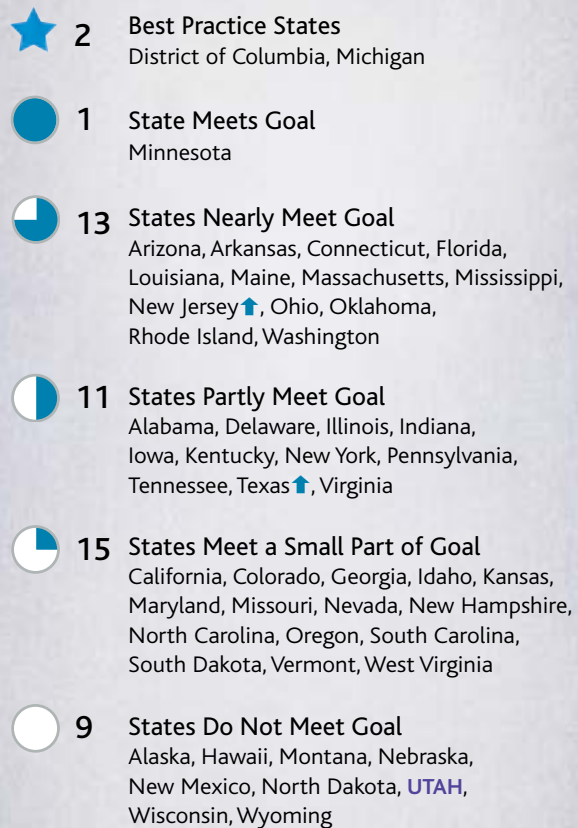 2 Best Practice States
District of Columbia, Michigan
1 State Meets Goal
Minnesota
13 States Nearly Meet Goal
Arizona, Arkansas, Connecticut, Florida,
Louisiana, Maine, Massachusetts, Mississippi,
New Jersey⬆, Ohio, Oklahoma,
Rhode Island, Washington
11 States Partly Meet Goal
Alabama, Delaware, Illinois, Indiana,
Iowa, Kentucky, New York, Pennsylvania,
Tennessee, Texas⬆, Virginia
15 States Meet a Small Part of Goal
California, Colorado, Georgia, Idaho, Kansas,
Maryland, Missouri, Nevada, New Hampshire,
North Carolina, Oregon, South Carolina,
South Dakota, Vermont, West Virginia
9 States Do Not Meet Goal
Alaska, Hawaii, Montana, Nebraska,
New Mexico, North Dakota, UTAH,
Wisconsin, Wyoming